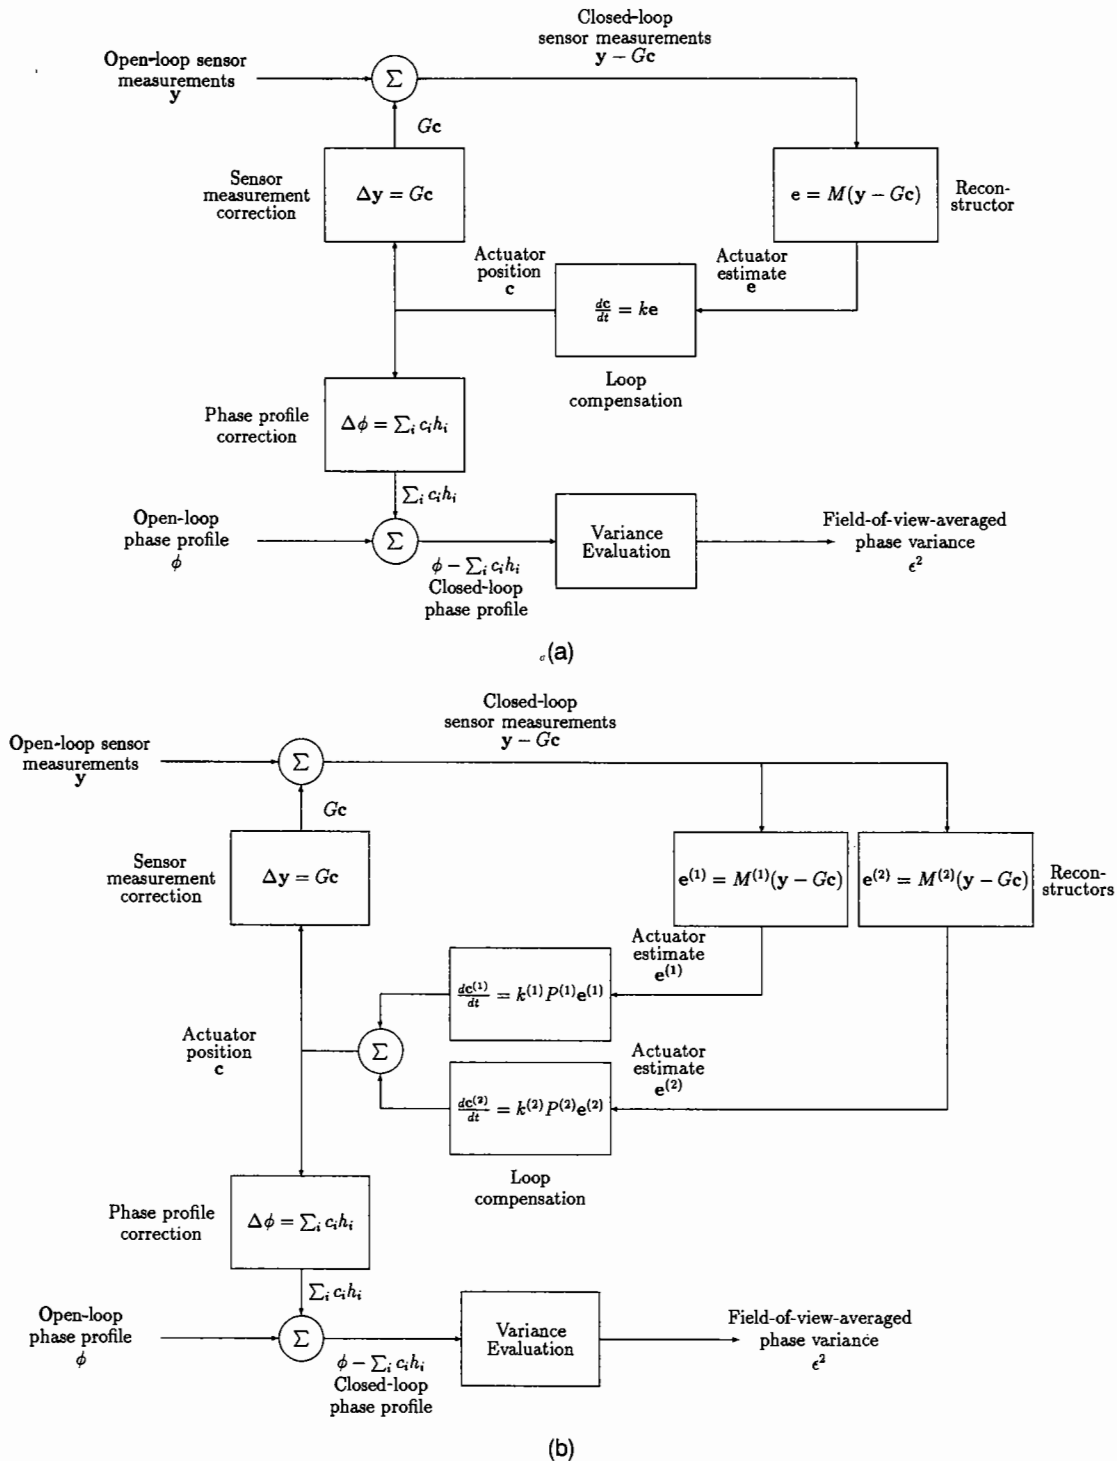 Closed-loop
sensor measurements
y − Gc
Open-loop sensor
measurements
y
Σ
Gc
Sensor
measurement
correction
Δy = Gc
e = M(y − Gc)
Recon-
structor
Actuator
position
c
Actuator
estimate
e
dc/dt = ke
Loop
compensation
Phase profile
correction
Δϕ = ∑ᵢ cᵢhᵢ
∑ᵢ cᵢhᵢ
Open-loop
phase profile
ϕ
Σ
ϕ − ∑ᵢ cᵢhᵢ
Closed-loop
phase profile
Variance
Evaluation
Field-of-view-averaged
phase variance
ϵ²
(a)
Closed-loop
sensor measurements
y − Gc
Open-loop sensor
measurements
y
Σ
Gc
Sensor
measurement
correction
Δy = Gc
e⁽¹⁾ = M⁽¹⁾(y − Gc)
e⁽²⁾ = M⁽²⁾(y − Gc)
Recon-
structors
Actuator
estimate
e⁽¹⁾
dc⁽¹⁾/dt = k⁽¹⁾P⁽¹⁾e⁽¹⁾
Actuator
position
c
Σ
Actuator
estimate
e⁽²⁾
dc⁽²⁾/dt = k⁽²⁾P⁽²⁾e⁽²⁾
Loop
compensation
Phase profile
correction
Δϕ = ∑ᵢ cᵢhᵢ
∑ᵢ cᵢhᵢ
Open-loop
phase profile
ϕ
Σ
ϕ − ∑ᵢ cᵢhᵢ
Closed-loop
phase profile
Variance
Evaluation
Field-of-view-averaged
phase variance
ϵ²
(b)